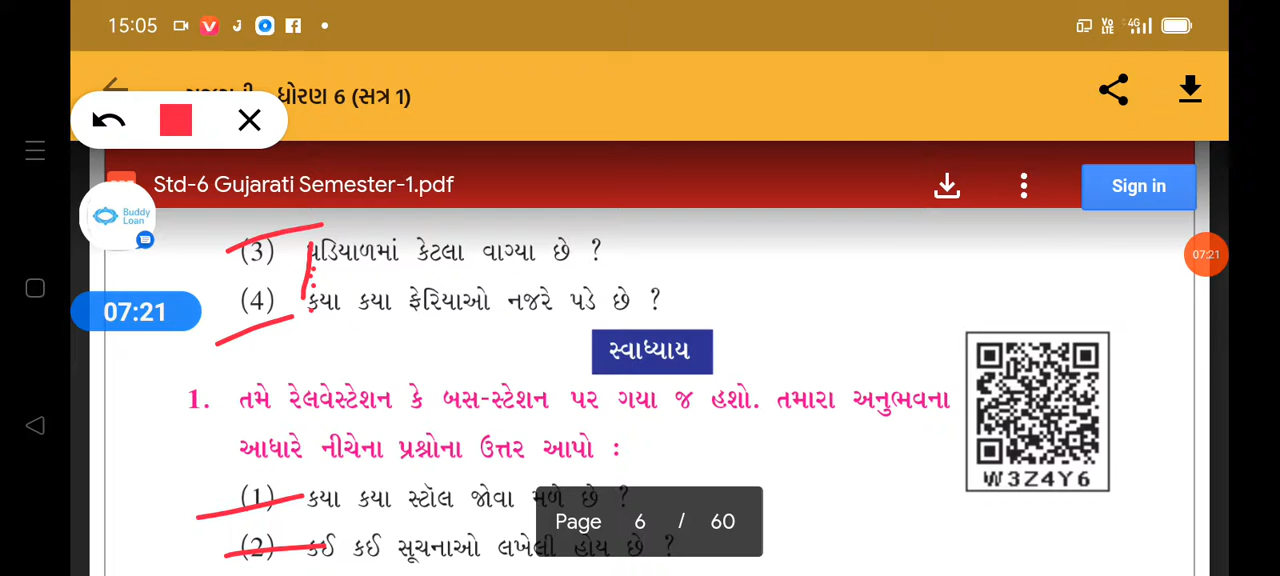 15:05
Vo LTE 4G
ધોરણ 6 (સત્ર 1)
Std-6 Gujarati Semester-1.pdf
Sign in
Buddy Loan
(3) ઘડિયાળમાં કેટલા વાગ્યા છે ?
07:21
(4) કયા કયા ફેરિયાઓ નજરે પડે છે ?
07:21
સ્વાધ્યાય
1. તમે રેલવેસ્ટેશન કે બસ-સ્ટેશન પર ગયા જ હશો. તમારા અનુભવના
આધારે નીચેના પ્રશ્નોના ઉત્તર આપો :
W3Z4Y6
(1) કયા કયા સ્ટૉલ જોવા મળે છે ?
Page 6 / 60
(2) કઈ કઈ સૂચનાઓ લખેલી હોય છે ?